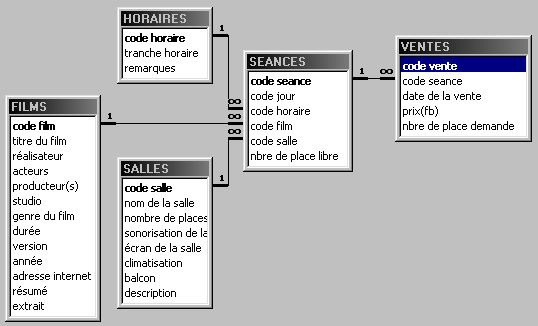 HORAIRES
code horaire
tranche horaire
remarques
1
FILMS
code film
titre du film
réalisateur
acteurs
producteur(s)
studio
genre du film
durée
version
année
adresse internet
résumé
extrait
1
SALLES
code salle
nom de la salle
nombre de places
sonorisation de la
écran de la salle
climatisation
balcon
description
1
SEANCES
code seance
code jour
code horaire
code film
code salle
nbre de place libre
∞
∞
∞
1
∞
VENTES
code vente
code seance
date de la vente
prix(fb)
nbre de place demande